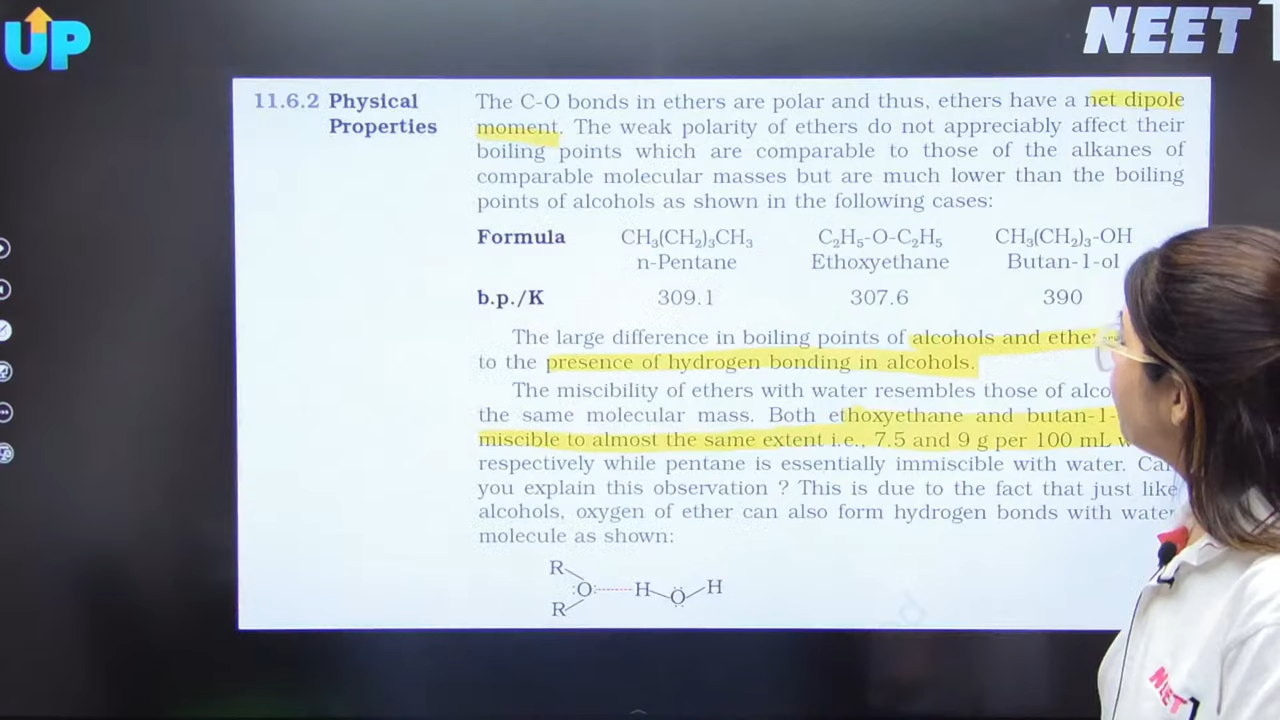 UP
NEET
11.6.2 Physical Properties
The C-O bonds in ethers are polar and thus, ethers have a net dipole
moment. The weak polarity of ethers do not appreciably affect their
boiling points which are comparable to those of the alkanes of
comparable molecular masses but are much lower than the boiling
points of alcohols as shown in the following cases:
Formula CH₃(CH₂)₃CH₃ C₂H₅-O-C₂H₅ CH₃(CH₂)₃-OH
n-Pentane Ethoxyethane Butan-1-ol
b.p./K 309.1 307.6 390
The large difference in boiling points of alcohols and
to the presence of hydrogen bonding in alcohols.
The miscibility of ethers with water resembles those of
the same molecular mass. Both ethoxyethane and butan-1-
miscible to almost the same extent i.e., 7.5 and 9 g per 100 mL
respectively while pentane is essentially immiscible with water.
you explain this observation ? This is due to the fact that just like
alcohols, oxygen of ether can also form hydrogen bonds with water
molecule as shown:
R
:O: H O H
R
NEET